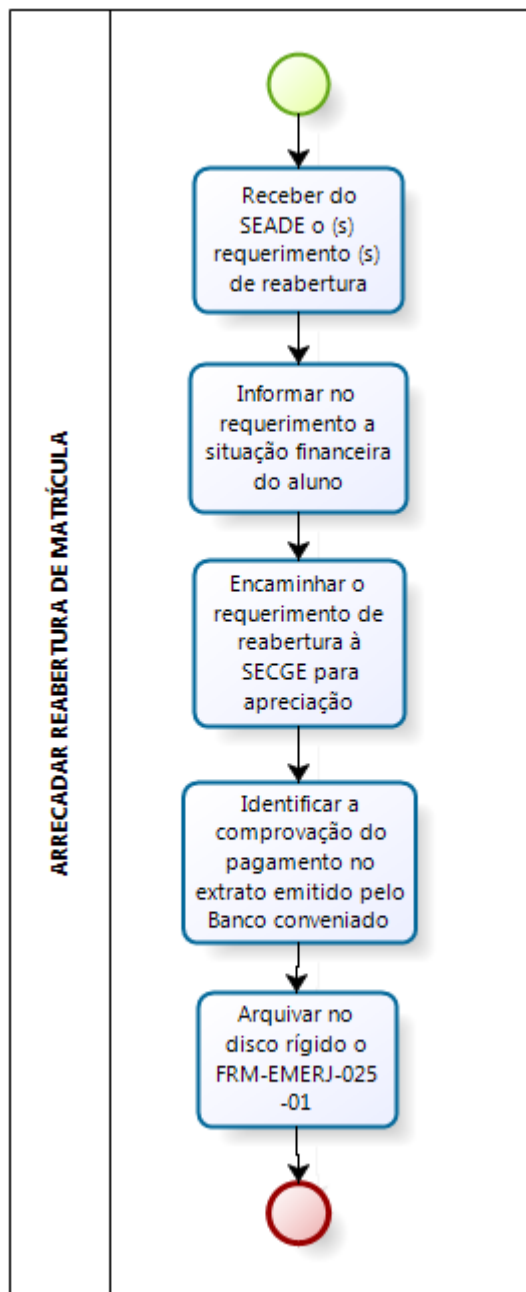 ARRECADAR REABERTURA DE MATRÍCULA
Receber do
SEADE o (s)
requerimento (s)
de reabertura
Informar no
requerimento a
situação financeira
do aluno
Encaminhar o
requerimento de
reabertura à
SECGE para
apreciação
Identificar a
comprovação do
pagamento no
extrato emitido pelo
Banco conveniado
Arquivar no
disco rígido o
FRM-EMERJ-025
-01